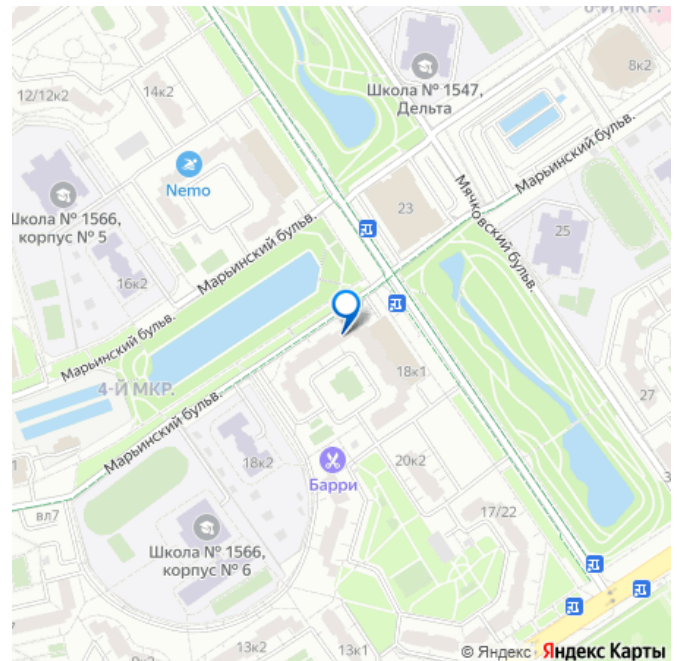 6-Й МКР.
8к2
14к2
12/12к2
Школа № 1547,
Дельта
Марьинский бульв.
Nemo
Школа № 1566,
корпус № 5
23
Мячковский бульв.
25
Марьинский бульв.
16к2
Марьинский бульв.
4-Й МКР.
18к1
27
Марьинский бульв.
18к2
20к2
Барри
17/22
вл7
Школа № 1566,
корпус № 6
13к2
13к1
© Яндекс Яндекс Карты